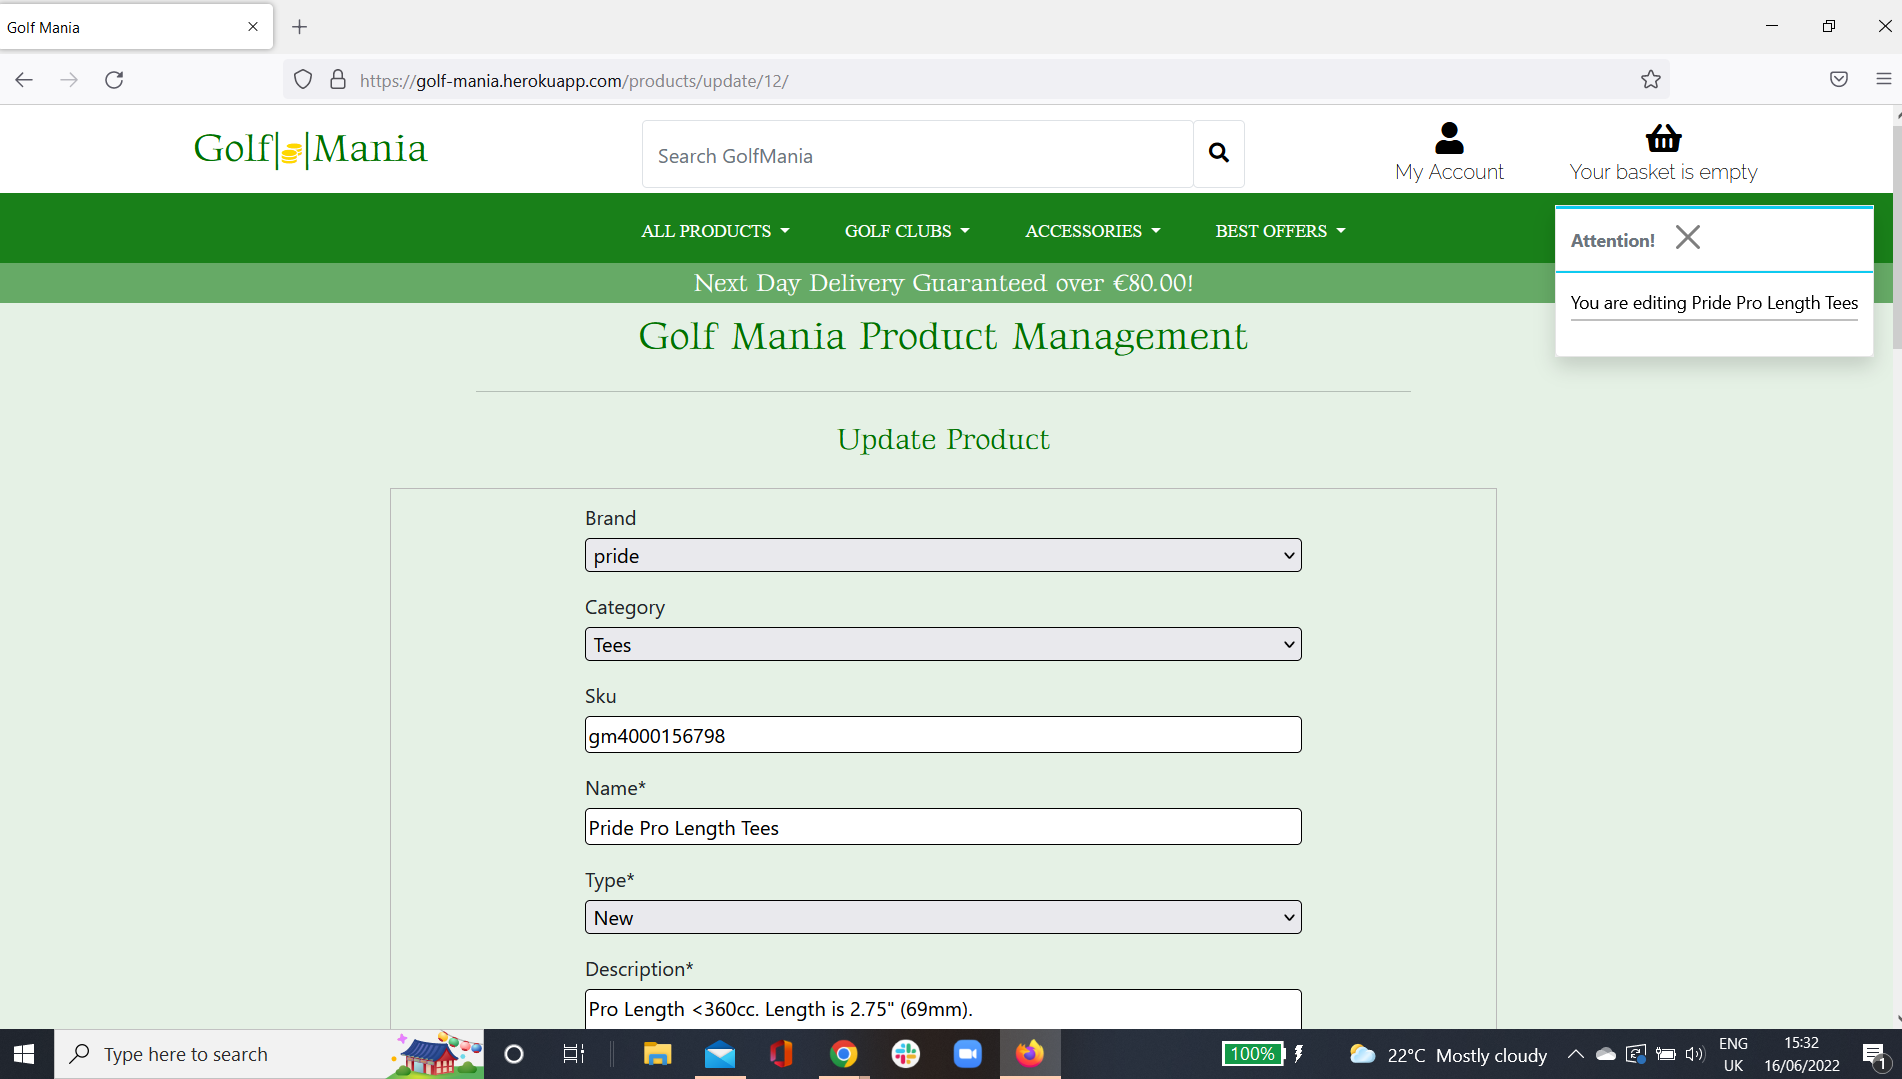 Golf Mania
https://golf-mania.herokuapp.com/products/update/12/
Golf Mania
Search GolfMania
My Account
Your basket is empty
ALL PRODUCTS
GOLF CLUBS
ACCESSORIES
BEST OFFERS
Attention!
You are editing Pride Pro Length Tees
Next Day Delivery Guaranteed over €80.00!
Golf Mania Product Management
Update Product
Brand
pride
Category
Tees
Sku
gm4000156798
Name*
Pride Pro Length Tees
Type*
New
Description*
Pro Length <360cc. Length is 2.75" (69mm).
Type here to search
100%
22°C Mostly cloudy
ENG
UK
15:32
16/06/2022
1